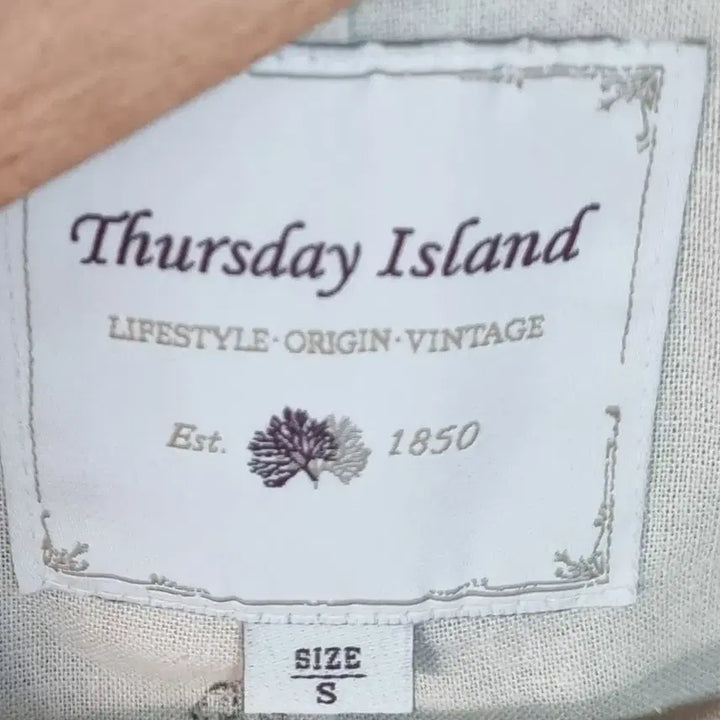 Thursday Island
LIFESTYLE·ORIGIN·VINTAGE
Est. 1850
SIZE
S